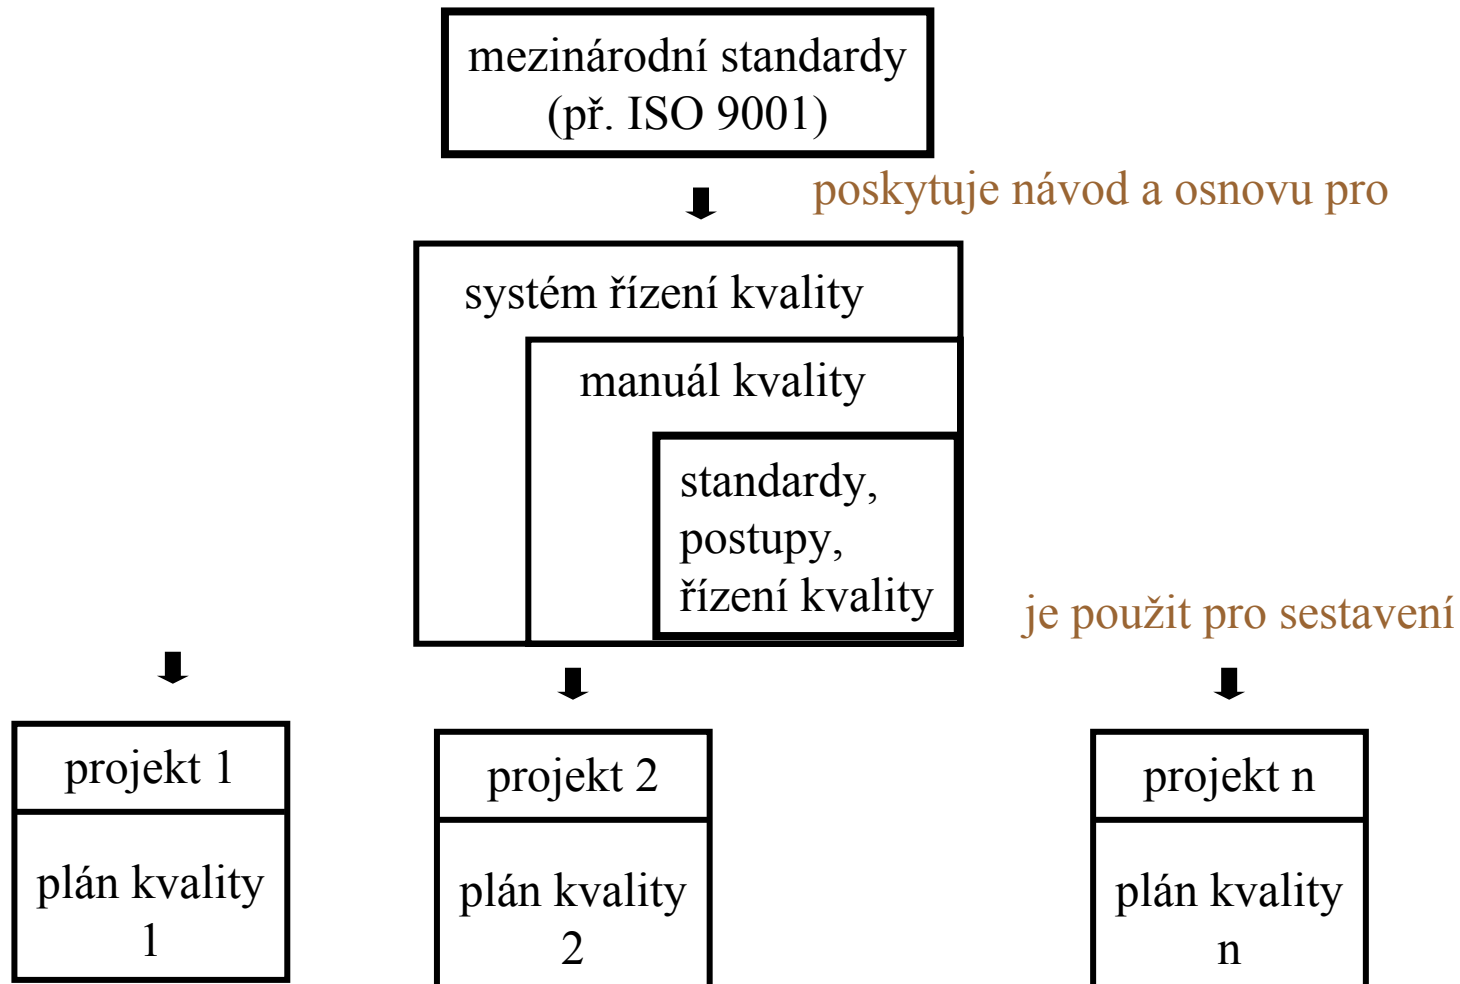 mezinárodní standardy
(př. ISO 9001)
poskytuje návod a osnovu pro
systém řízení kvality
manuál kvality
standardy,
postupy,
řízení kvality
je použit pro sestavení
projekt 1
plán kvality
1
projekt 2
plán kvality
2
projekt n
plán kvality
n